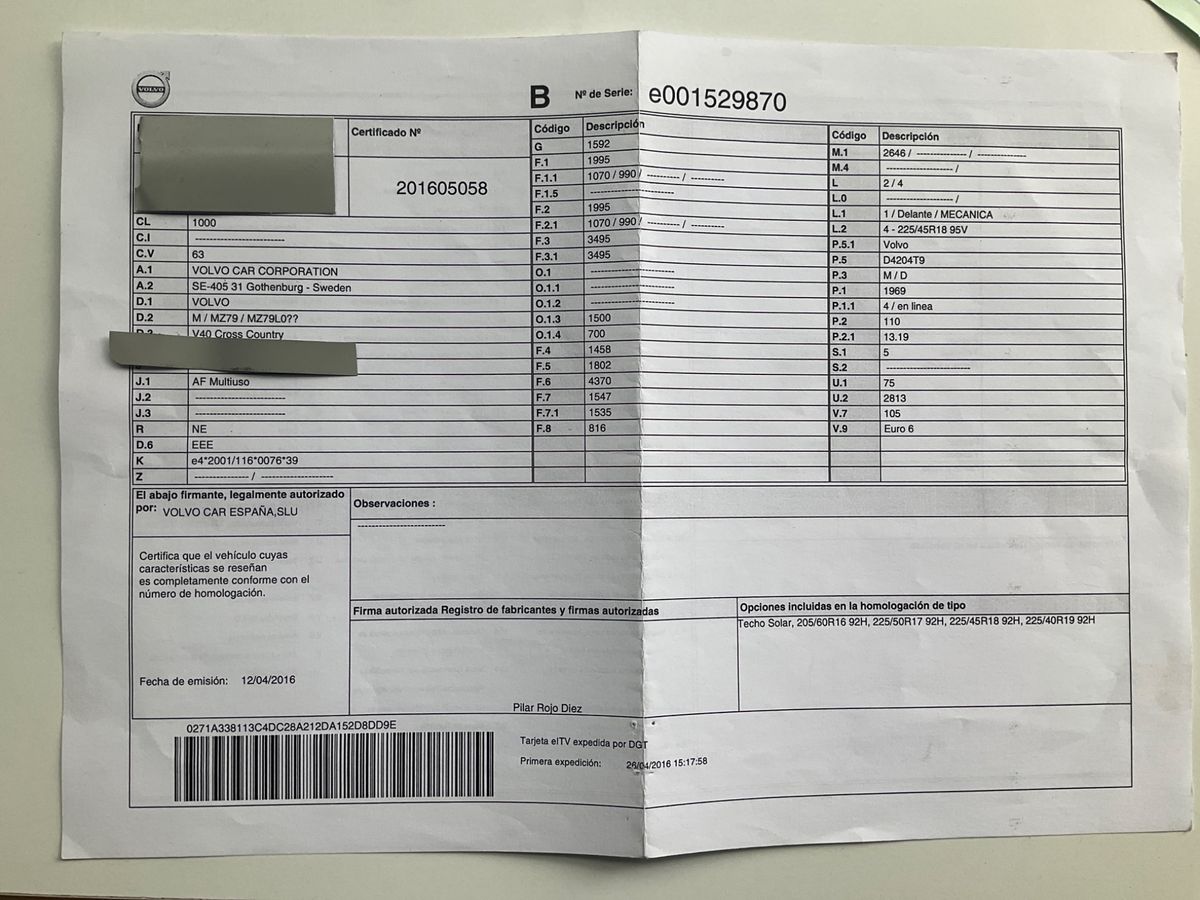 VOLVO
B Nº de Serie: e001529870
Certificado Nº
201605058
CL 1000
C.I ------------------------
C.V 63
A.1 VOLVO CAR CORPORATION
A.2 SE-405 31 Gothenburg - Sweden
D.1 VOLVO
D.2 M / MZ79 / MZ79L0??
V40 Cross Country
J.1 AF Multiuso
J.2 ------------------------
J.3 ------------------------
R NE
D.6 EEE
K e4*2001/116*0076*39
Z --------------- / --------------------
Código Descripción
G 1592
F.1 1995
F.1.1 1070 / 990 / --------- / ---------
F.1.5 ----------------------
F.2 1995
F.2.1 1070 / 990 / --------- / ---------
F.3 3495
F.3.1 3495
O.1 ----------------------
O.1.1 ----------------------
O.1.2 ----------------------
O.1.3 1500
O.1.4 700
F.4 1458
F.5 1802
F.6 4370
F.7 1547
F.7.1 1535
F.8 816
Código Descripción
M.1 2646 / -------------- / --------------
M.4 ------------------- /
L 2 / 4
L.0 ------------------- /
L.1 1 / Delante / MECANICA
L.2 4 - 225/45R18 95V
P.5.1 Volvo
P.5 D4204T9
P.3 M / D
P.1 1969
P.1.1 4 / en linea
P.2 110
P.2.1 13.19
S.1 5
S.2 -----------------------
U.1 75
U.2 2813
V.7 105
V.9 Euro 6
El abajo firmante, legalmente autorizado
por: VOLVO CAR ESPAÑA,SLU
Certifica que el vehículo cuyas
características se reseñan
es completamente conforme con el
número de homologación.
Fecha de emisión: 12/04/2016
Observaciones :
------------------------
Firma autorizada Registro de fabricantes y firmas autorizadas
Pilar Rojo Diez
Opciones incluidas en la homologación de tipo
Techo Solar, 205/60R16 92H, 225/50R17 92H, 225/45R18 92H, 225/40R19 92H
0271A338113C4DC28A212DA152D8DD9E
Tarjeta eITV expedida por DGT
Primera expedición: 26/04/2016 15:17:58